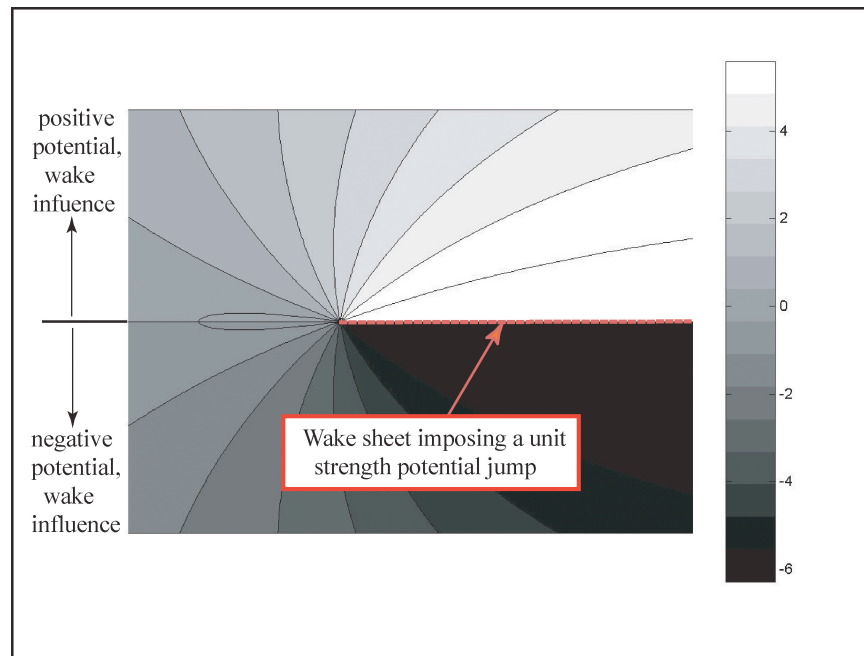 positive
potential,
wake
infuence
negative
potential,
wake
influence
Wake sheet imposing a unit
strength potential jump
4
2
0
-2
-4
-6